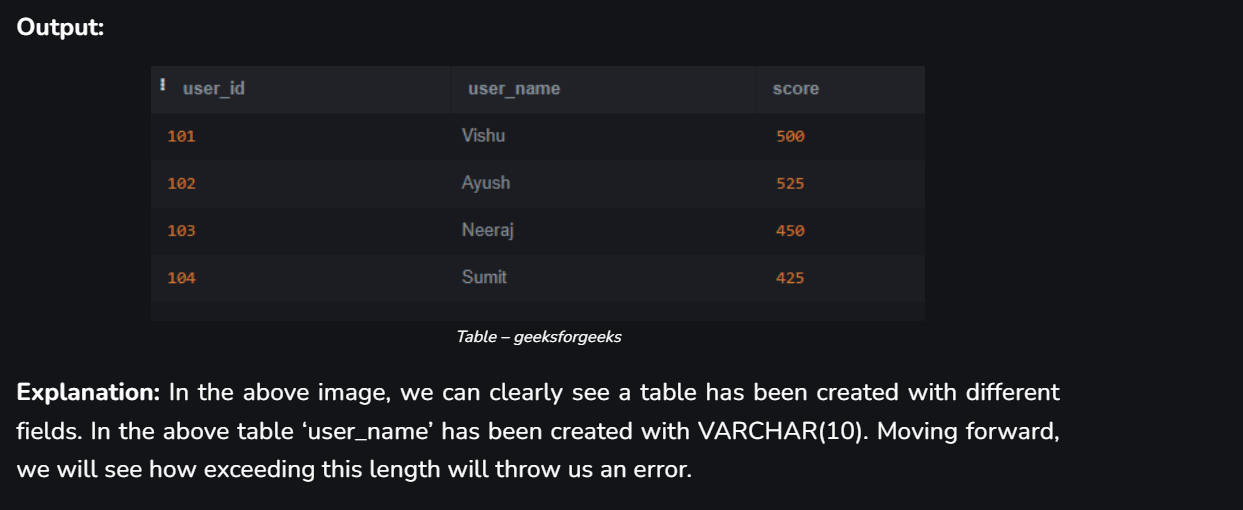 Output:
user_id user_name score
101 Vishu 500
102 Ayush 525
103 Neeraj 450
104 Sumit 425
Table – geeksforgeeks
Explanation: In the above image, we can clearly see a table has been created with different
fields. In the above table ‘user_name’ has been created with VARCHAR(10). Moving forward,
we will see how exceeding this length will throw us an error.